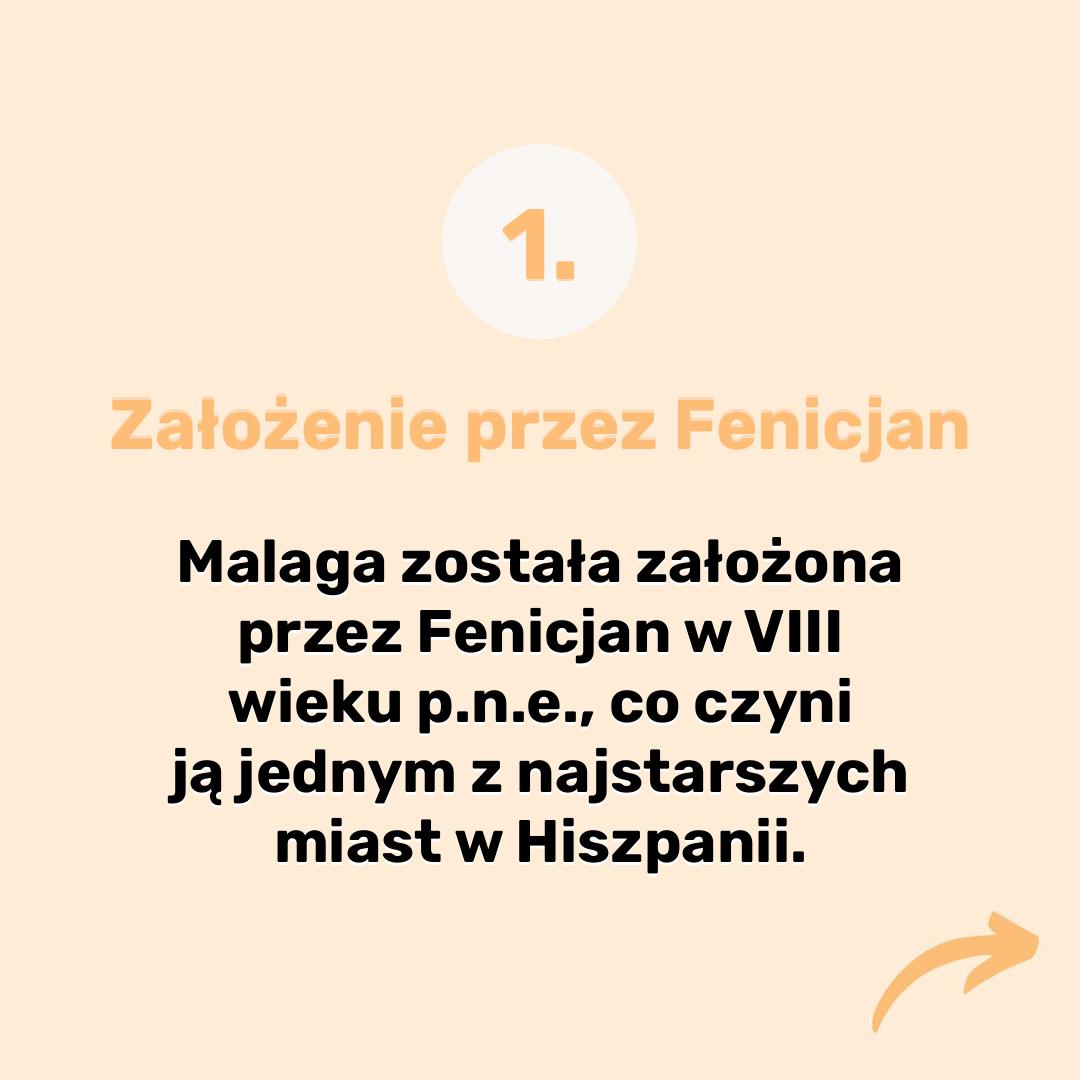 1.
Założenie przez Fenicjan
Malaga została założona
przez Fenicjan w VIII
wieku p.n.e., co czyni
ją jednym z najstarszych
miast w Hiszpanii.